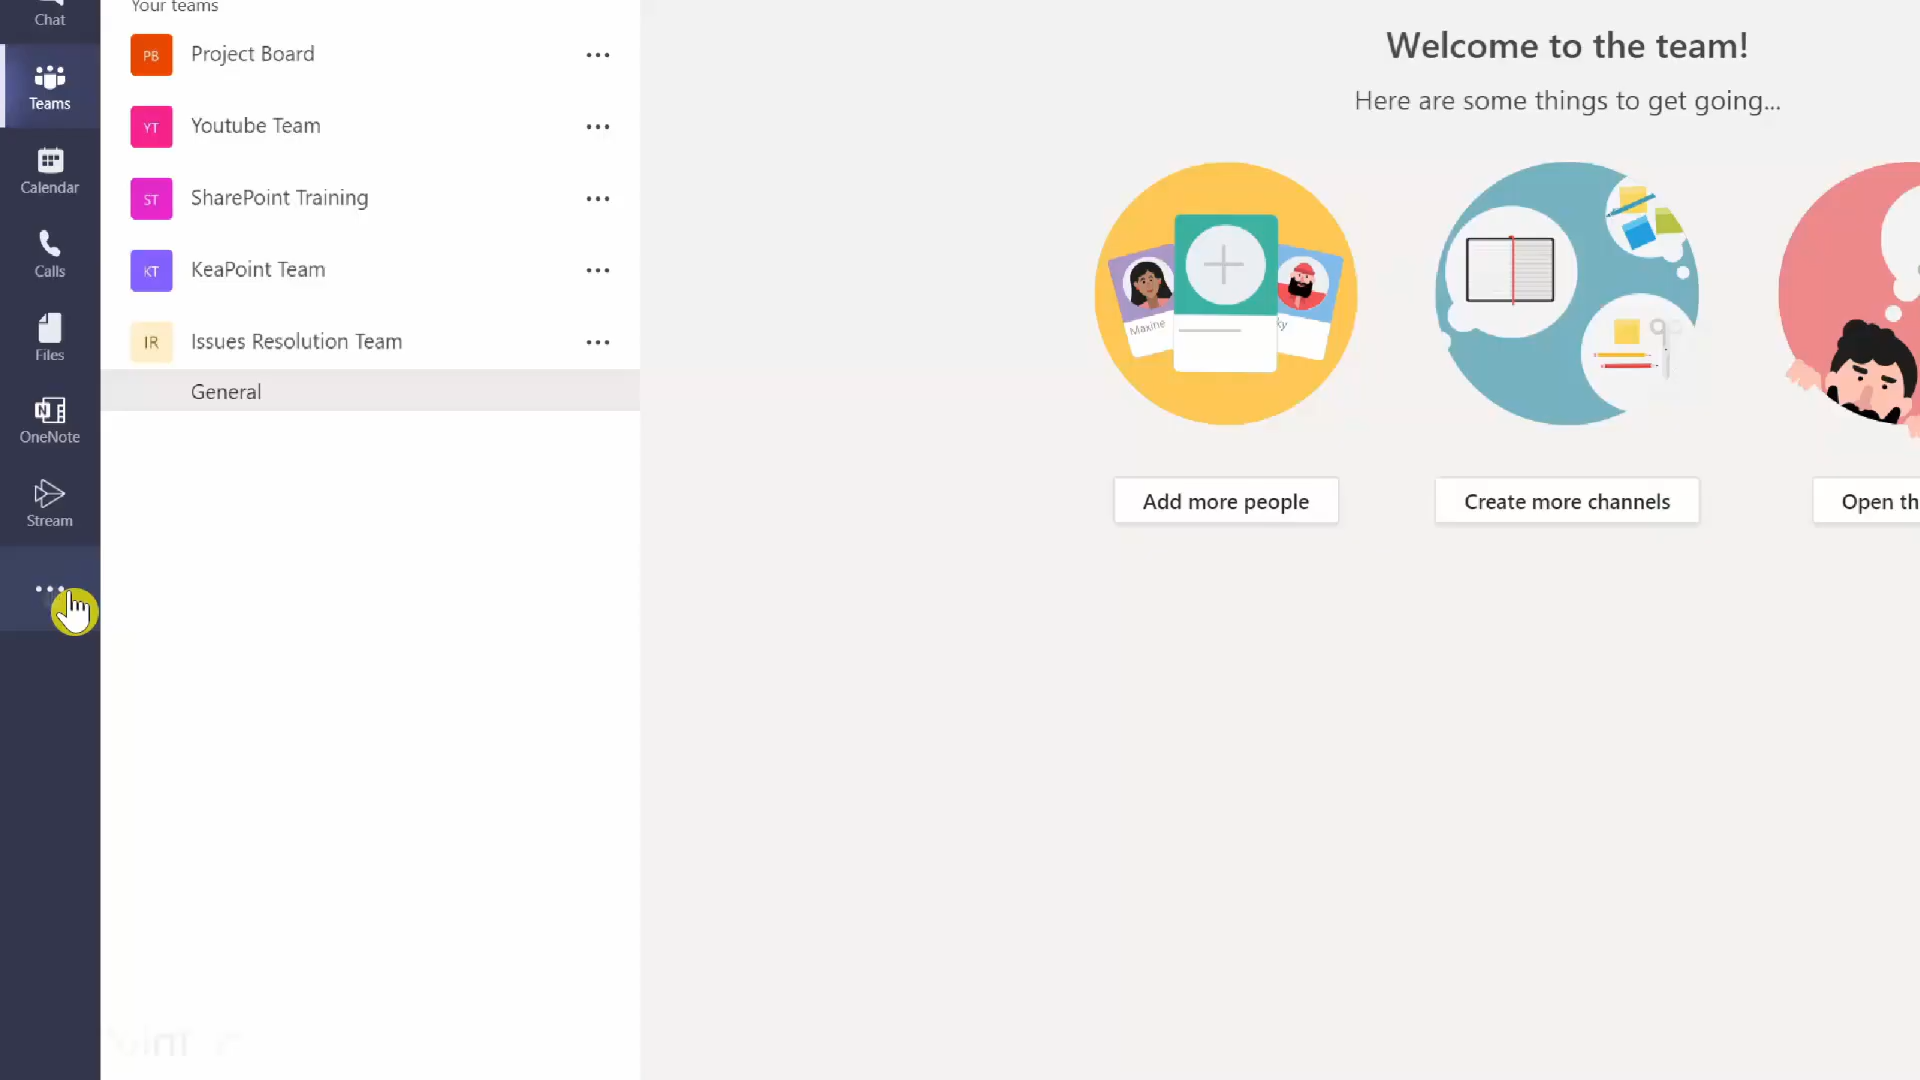 Chat
Teams
Calendar
Calls
Files
OneNote
Stream
Your teams
PB Project Board
YT Youtube Team
ST SharePoint Training
KT KeaPoint Team
IR Issues Resolution Team
General
Welcome to the team!
Here are some things to get going...
Maxine
ky
N
Add more people
Create more channels
Open th